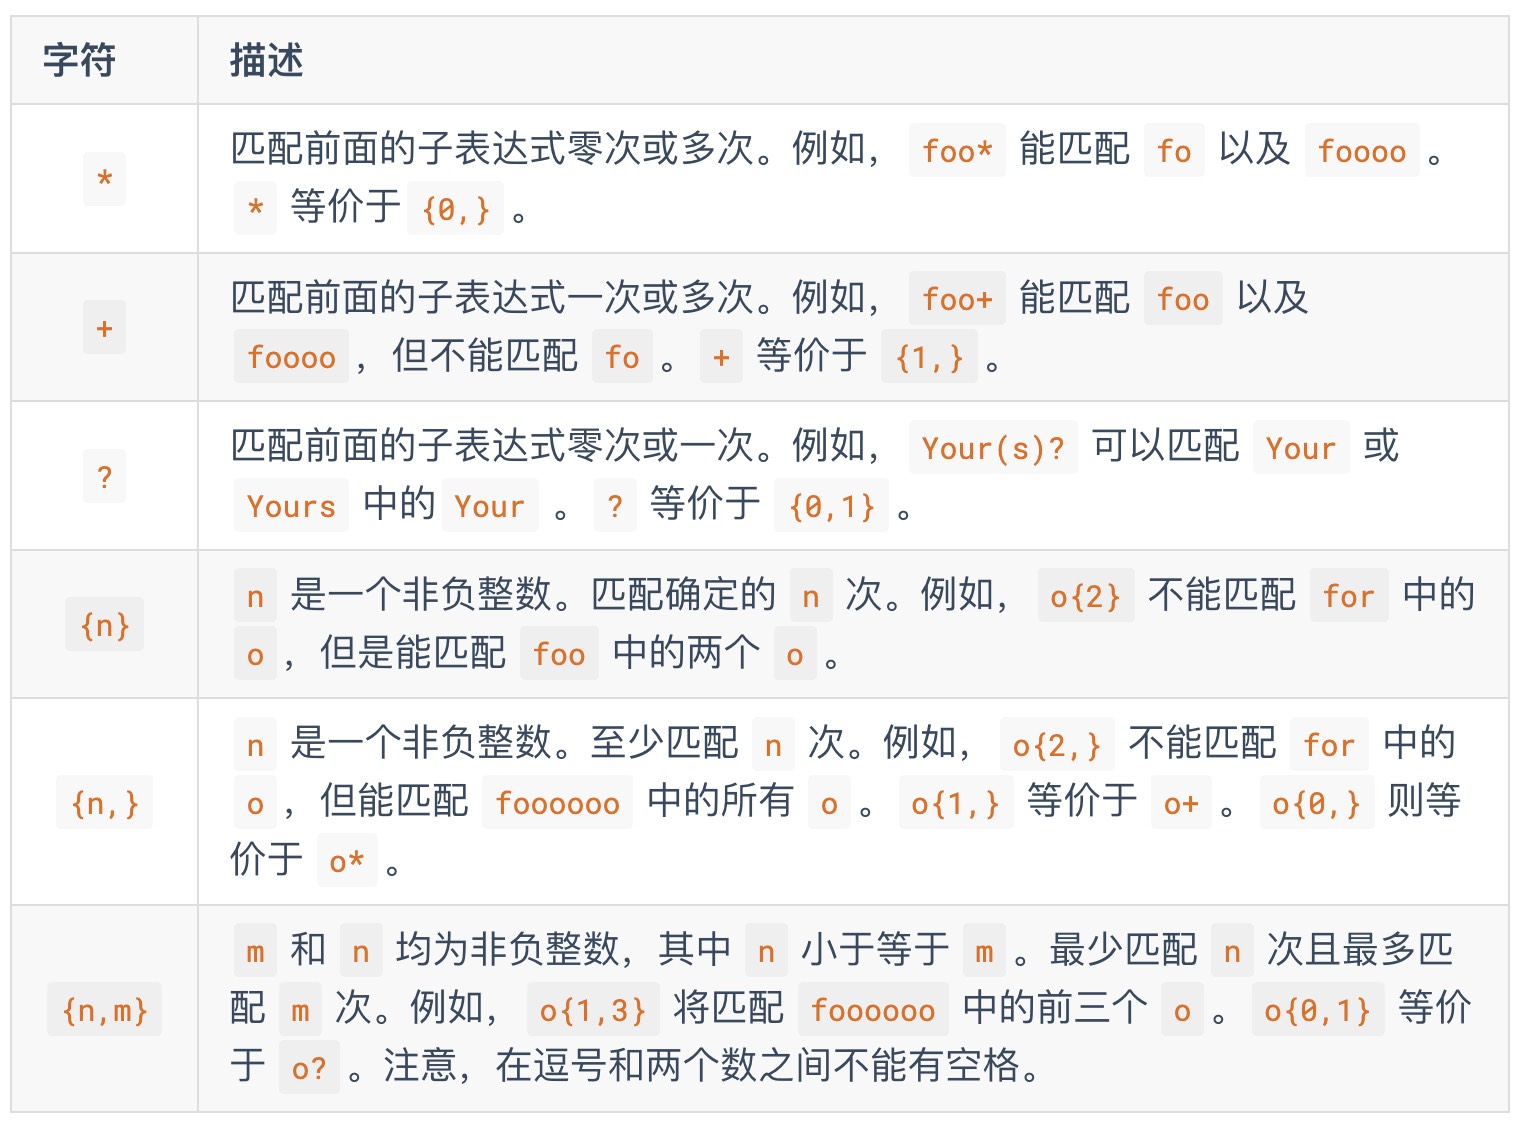 字符 描述
*
匹配前面的子表达式零次或多次。例如， foo* 能匹配 fo 以及 foooo 。
* 等价于 {0,} 。
+
匹配前面的子表达式一次或多次。例如， foo+ 能匹配 foo 以及
foooo ，但不能匹配 fo 。 + 等价于 {1,} 。
?
匹配前面的子表达式零次或一次。例如， Your(s)? 可以匹配 Your 或
Yours 中的 Your 。 ? 等价于 {0,1} 。
{n}
n 是一个非负整数。匹配确定的 n 次。例如， o{2} 不能匹配 for 中的
o ，但是能匹配 foo 中的两个 o 。
{n,}
n 是一个非负整数。至少匹配 n 次。例如， o{2,} 不能匹配 for 中的
o ，但能匹配 foooooo 中的所有 o 。 o{1,} 等价于 o+ 。 o{0,} 则等
价于 o* 。
{n,m}
m 和 n 均为非负整数，其中 n 小于等于 m 。最少匹配 n 次且最多匹
配 m 次。例如， o{1,3} 将匹配 foooooo 中的前三个 o 。 o{0,1} 等价
于 o? 。注意，在逗号和两个数之间不能有空格。